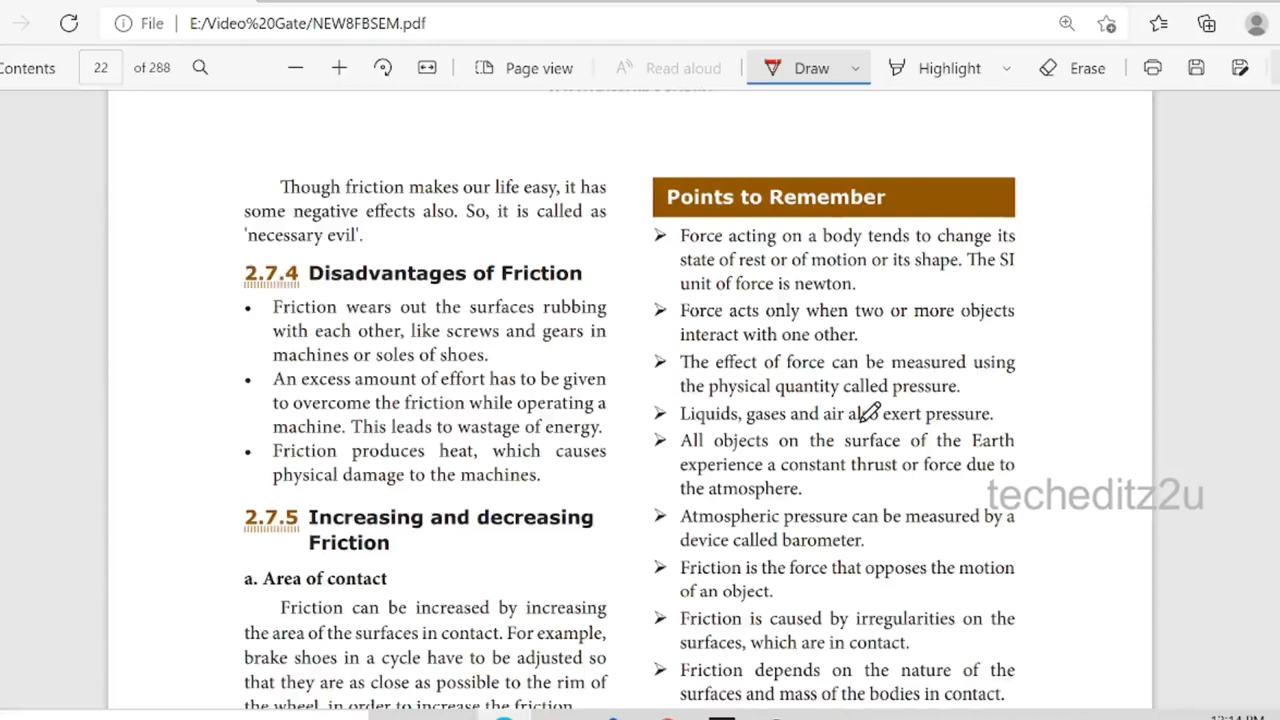 File
E:/Video%20Gate/NEW8FBSEM.pdf
ontents
22
of 288
Page view
Read aloud
Draw
Highlight
Erase
Though friction makes our life easy, it has
some negative effects also. So, it is called as
'necessary evil'.
2.7.4 Disadvantages of Friction
• Friction wears out the surfaces rubbing
with each other, like screws and gears in
machines or soles of shoes.
• An excess amount of effort has to be given
to overcome the friction while operating a
machine. This leads to wastage of energy.
• Friction produces heat, which causes
physical damage to the machines.
2.7.5 Increasing and decreasing
Friction
a. Area of contact
Friction can be increased by increasing
the area of the surfaces in contact. For example,
brake shoes in a cycle have to be adjusted so
that they are as close as possible to the rim of
the wheel, in order to increase the friction.
Points to Remember
➢ Force acting on a body tends to change its
state of rest or of motion or its shape. The SI
unit of force is newton.
➢ Force acts only when two or more objects
interact with one other.
➢ The effect of force can be measured using
the physical quantity called pressure.
➢ Liquids, gases and air also exert pressure.
➢ All objects on the surface of the Earth
experience a constant thrust or force due to
the atmosphere.
➢ Atmospheric pressure can be measured by a
device called barometer.
➢ Friction is the force that opposes the motion
of an object.
➢ Friction is caused by irregularities on the
surfaces, which are in contact.
➢ Friction depends on the nature of the
surfaces and mass of the bodies in contact.
techeditz2u
12:14 PM